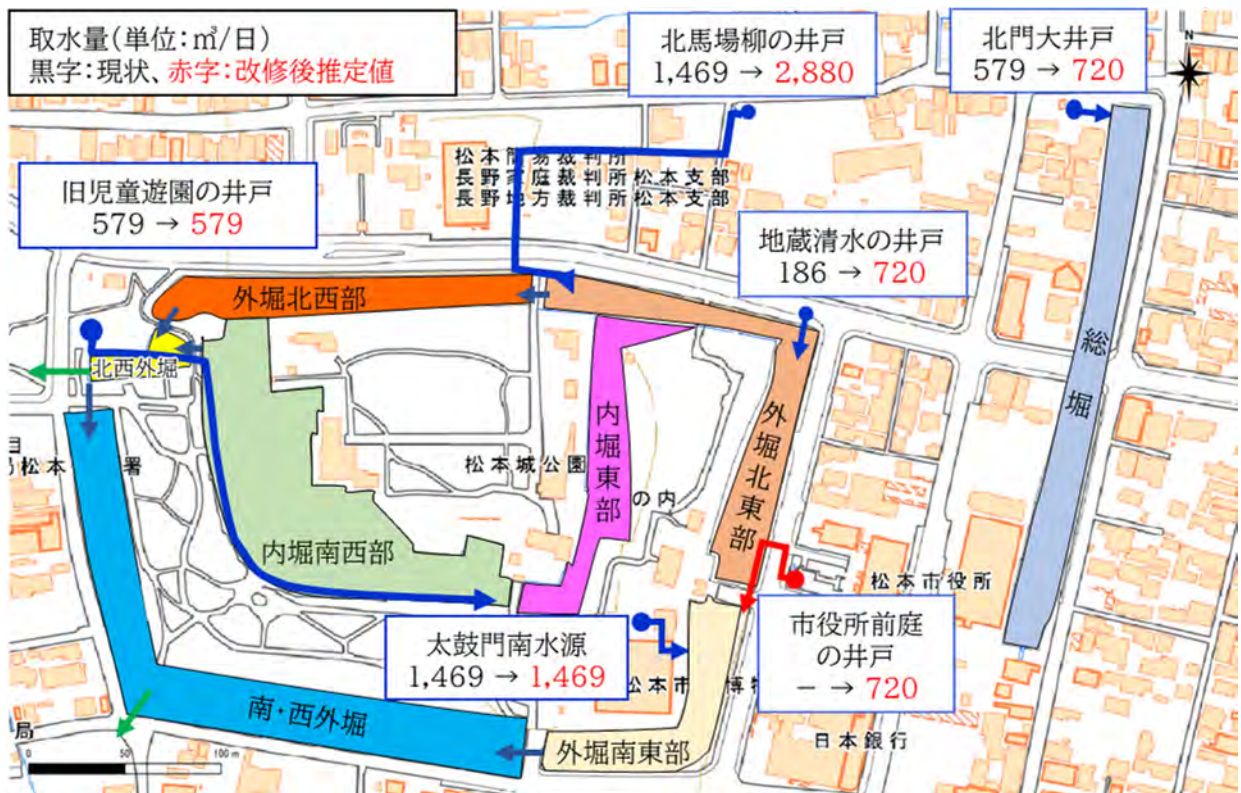 取水量(単位:㎥/日)
黒字:現状、赤字:改修後推定値
北馬場柳の井戸
1,469 → 2,880
北門大井戸
579 → 720
N
松本簡易裁判所
長野家庭裁判所松本支部
長野地方裁判所松本支部
旧児童遊園の井戸
579 → 579
地蔵清水の井戸
186 → 720
外堀北西部
北西外堀
総堀
内堀東部
外堀北東部
松本城公園
の内
松本
署
内堀南西部
松本市役所
太鼓門南水源
1,469 → 1,469
市役所前庭
の井戸
－ → 720
松本市
博
南・西外堀
外堀南東部
日本銀行
局
0 50 100 m